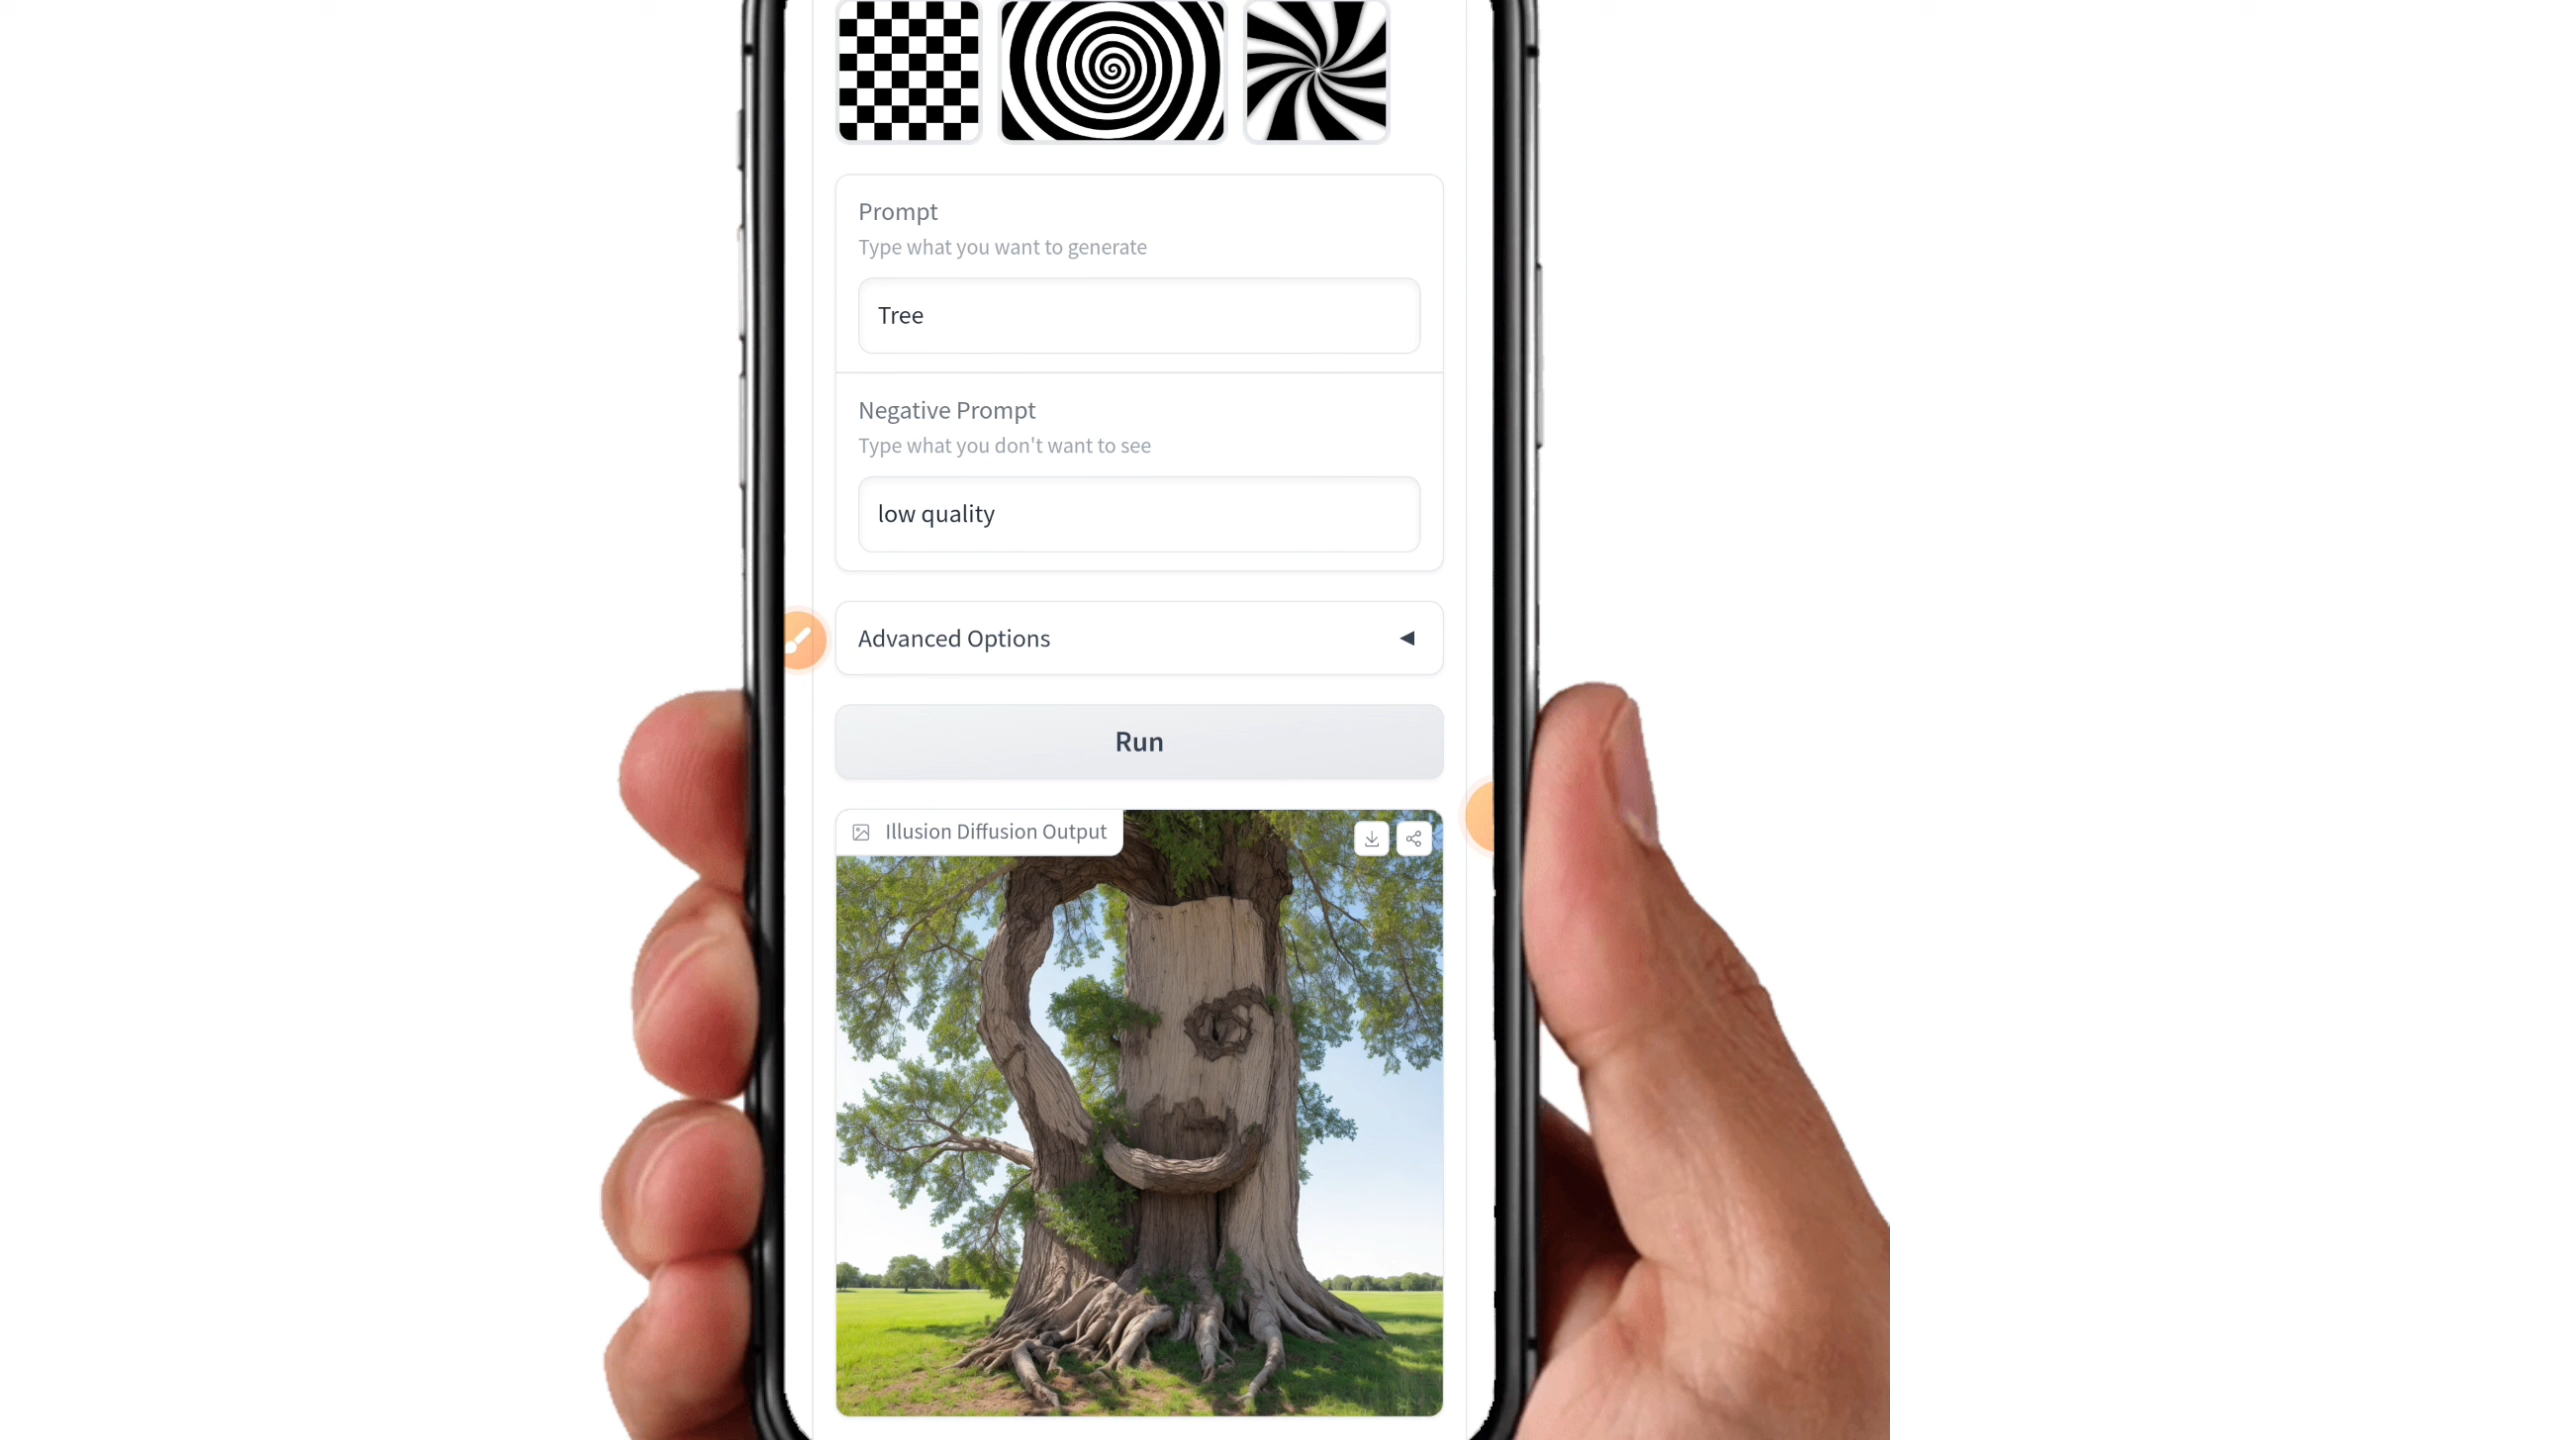 Prompt
Type what you want to generate
Tree
Negative Prompt
Type what you don't want to see
low quality
Advanced Options
Run
Illusion Diffusion Output